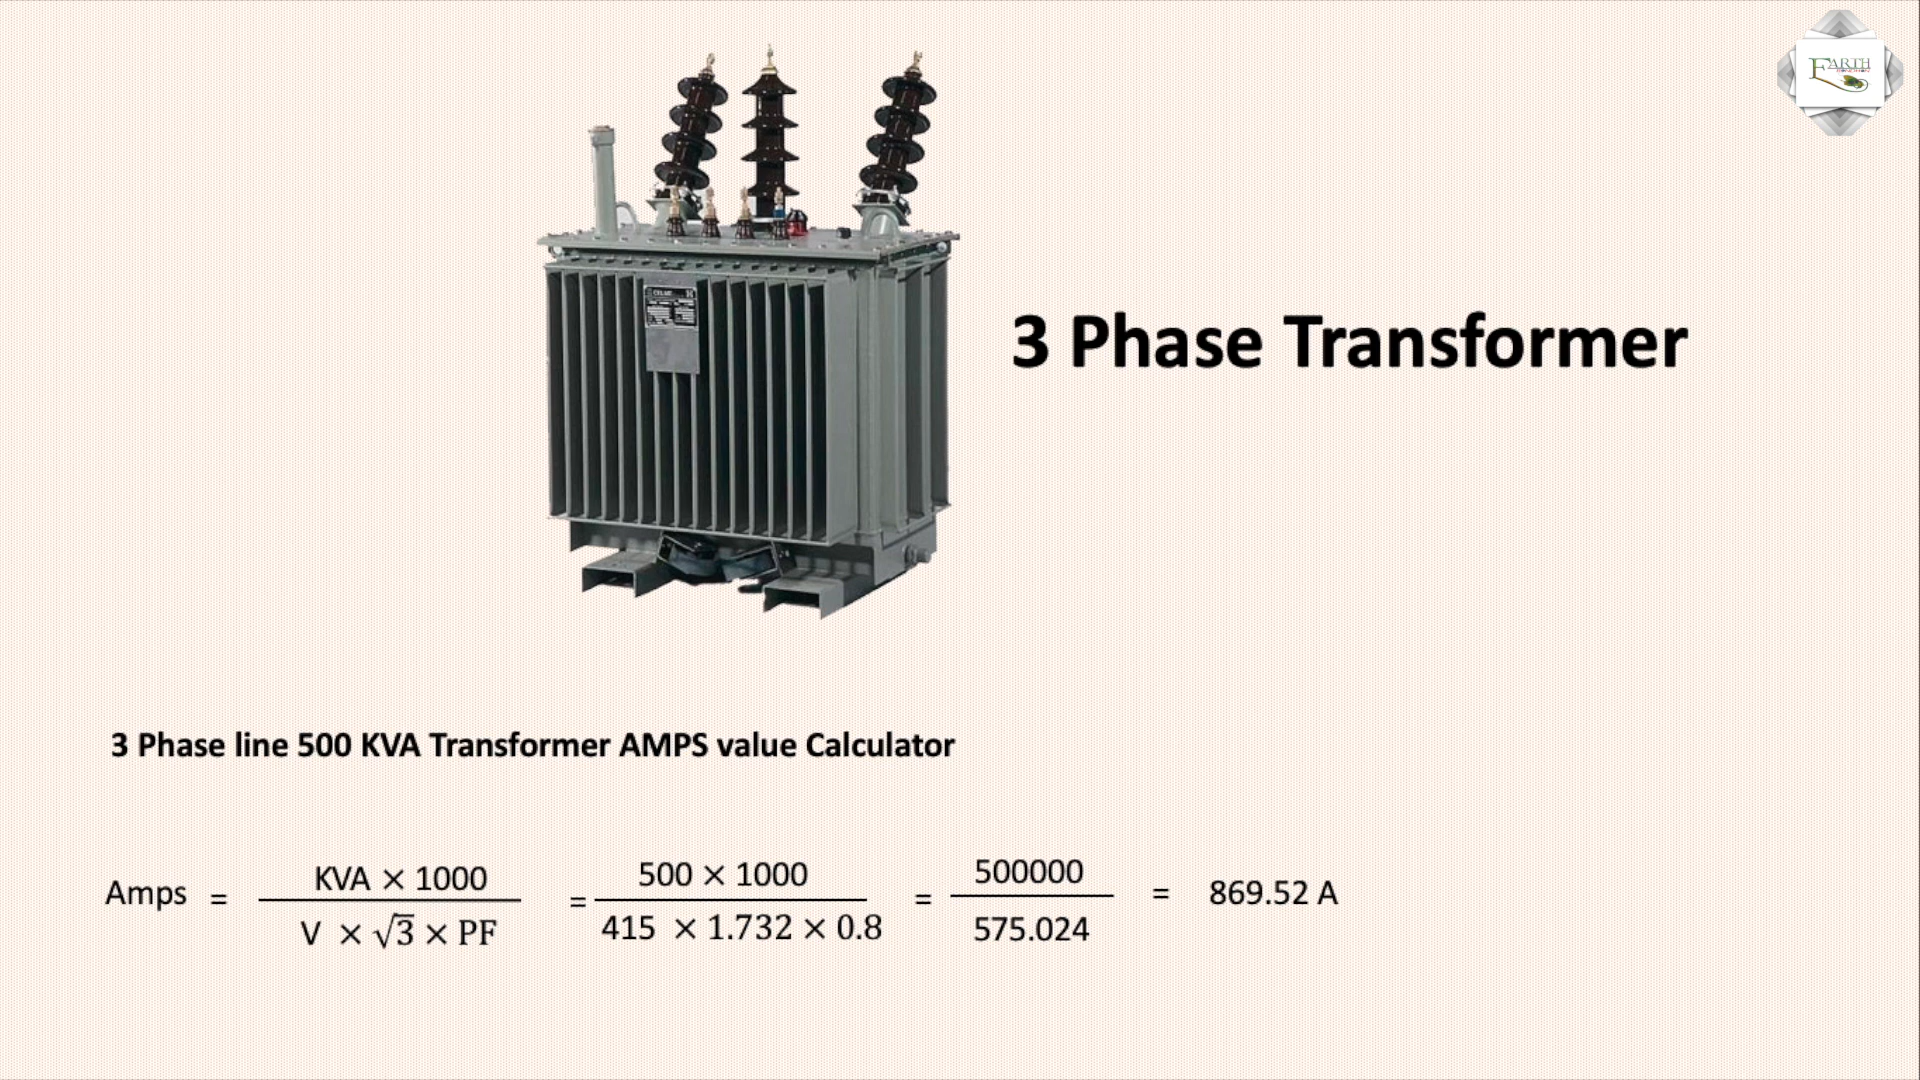 EARTH
3 Phase Transformer
3 Phase line 500 KVA Transformer AMPS value Calculator
Amps = KVA × 1000 / V × √3 × PF = 500 × 1000 / 415 × 1.732 × 0.8 = 500000 / 575.024 = 869.52 A